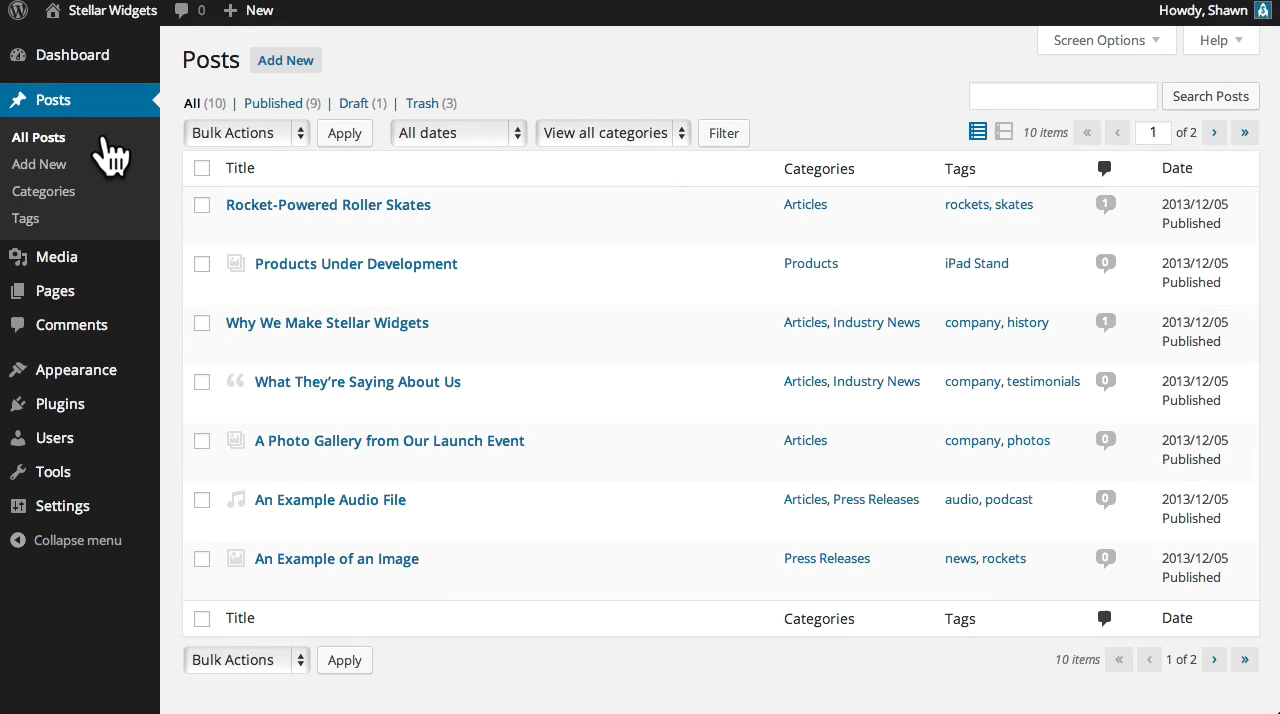 Stellar Widgets 0 New Howdy, Shawn
Dashboard
Posts
All Posts
Add New
Categories
Tags
Media
Pages
Comments
Appearance
Plugins
Users
Tools
Settings
Collapse menu
Screen Options Help
Posts Add New
All (10) | Published (9) | Draft (1) | Trash (3)
Search Posts
Bulk Actions Apply All dates View all categories Filter 10 items « ‹ 1 of 2 › »
Title Categories Tags Date
Rocket-Powered Roller Skates Articles rockets, skates 1 2013/12/05
Published
Products Under Development Products iPad Stand 0 2013/12/05
Published
Why We Make Stellar Widgets Articles, Industry News company, history 1 2013/12/05
Published
What They’re Saying About Us Articles, Industry News company, testimonials 0 2013/12/05
Published
A Photo Gallery from Our Launch Event Articles company, photos 0 2013/12/05
Published
An Example Audio File Articles, Press Releases audio, podcast 0 2013/12/05
Published
An Example of an Image Press Releases news, rockets 0 2013/12/05
Published
Title Categories Tags Date
Bulk Actions Apply 10 items « ‹ 1 of 2 › »